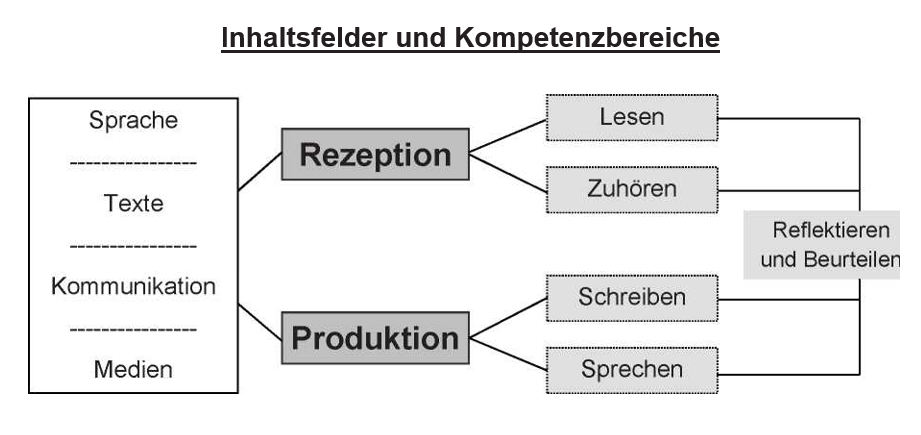 Inhaltsfelder und Kompetenzbereiche
Sprache
----------------
Texte
----------------
Kommunikation
----------------
Medien
Rezeption
Produktion
Lesen
Zuhören
Schreiben
Sprechen
Reflektieren
und Beurteilen